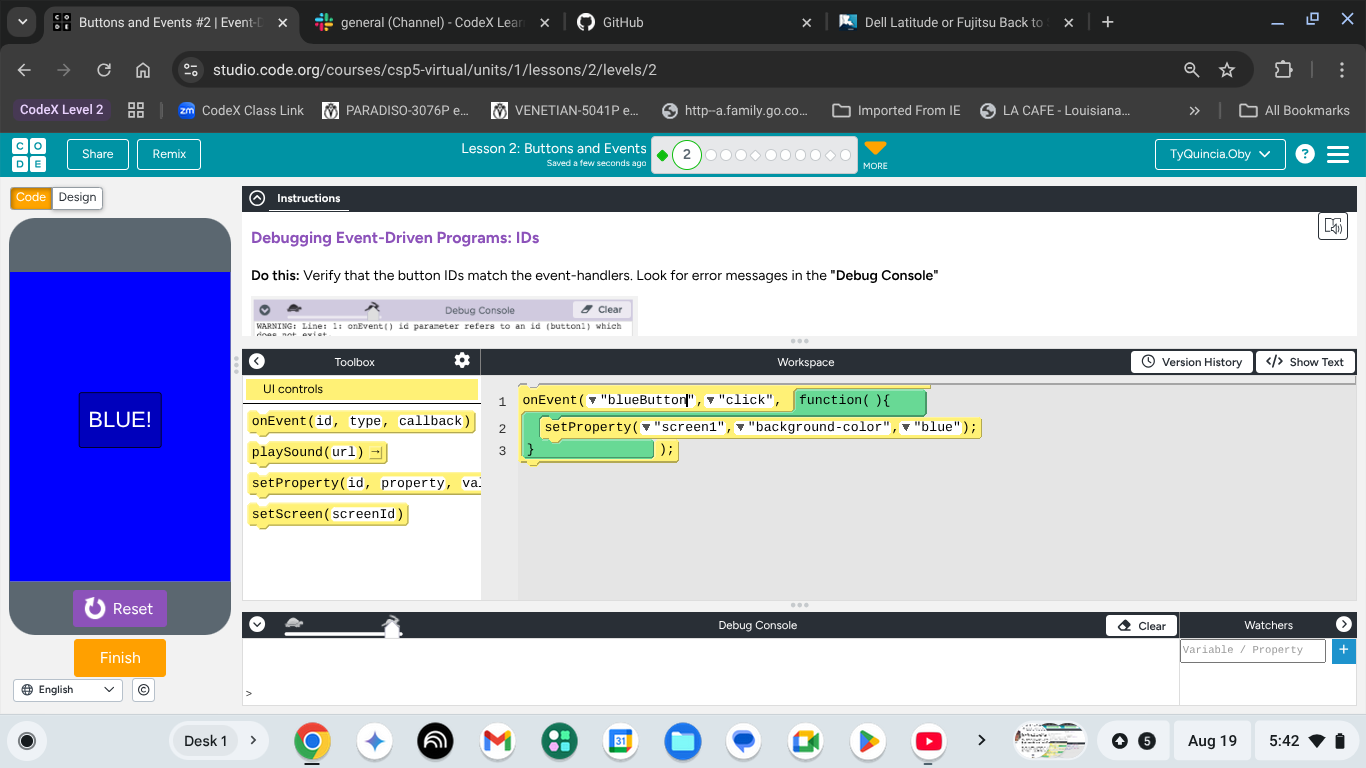 Buttons and Events #2 | Event-D
general (Channel) - CodeX Lear
GitHub
Dell Latitude or Fujitsu Back to
studio.code.org/courses/csp5-virtual/units/1/lessons/2/levels/2
CodeX Level 2
zm CodeX Class Link
PARADISO-3076P e...
VENETIAN-5041P e...
http--a.family.go.co...
Imported From IE
LA CAFE - Louisiana...
»
All Bookmarks
C O D E
Share
Remix
Lesson 2: Buttons and Events
Saved a few seconds ago
2
MORE
TyQuincia.Oby
?
Code
Design
Instructions
Debugging Event-Driven Programs: IDs
Do this: Verify that the button IDs match the event-handlers. Look for error messages in the "Debug Console"
Debug Console
Clear
WARNING: Line: 1: onEvent() id parameter refers to an id (button1) which
does not exist.
BLUE!
Reset
Finish
English
©
Toolbox
Workspace
Version History
</> Show Text
UI controls
onEvent(id, type, callback)
playSound(url)
setProperty(id, property, val
setScreen(screenId)
1 onEvent( "blueButton", "click", function( ){
2 setProperty( "screen1", "background-color", "blue");
3 } );
Debug Console
Clear
Watchers
Variable / Property
+
>
Desk 1
31
5
Aug 19
5:42